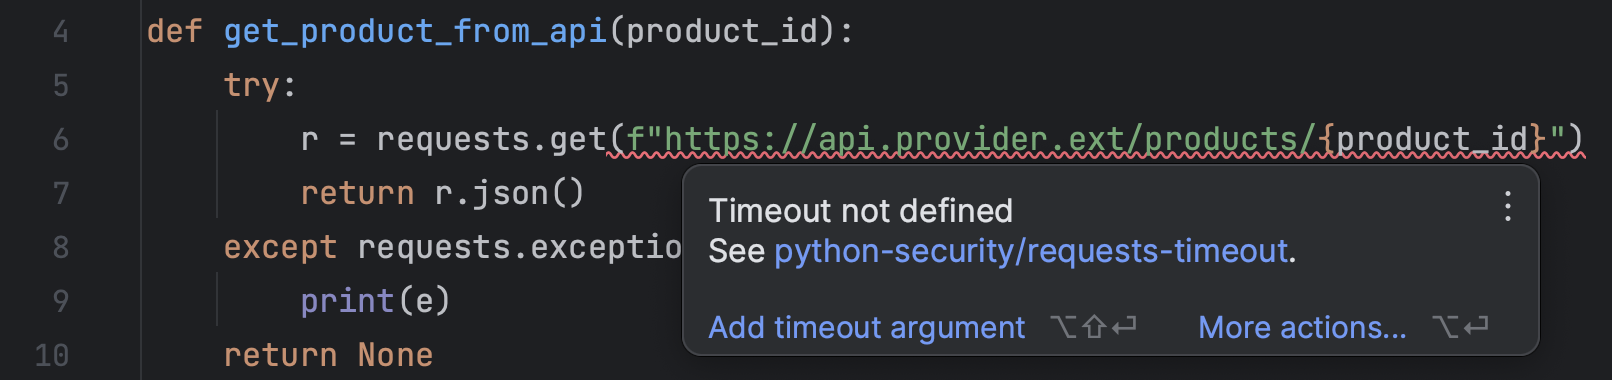 4 def get_product_from_api(product_id):
5 try:
6 r = requests.get(f"https://api.provider.ext/products/{product_id}")
7 return r.json()
8 except requests.exceptio
9 print(e)
10 return None
Timeout not defined
See python-security/requests-timeout.
Add timeout argument ⌥⇧⏎ More actions... ⌥⏎